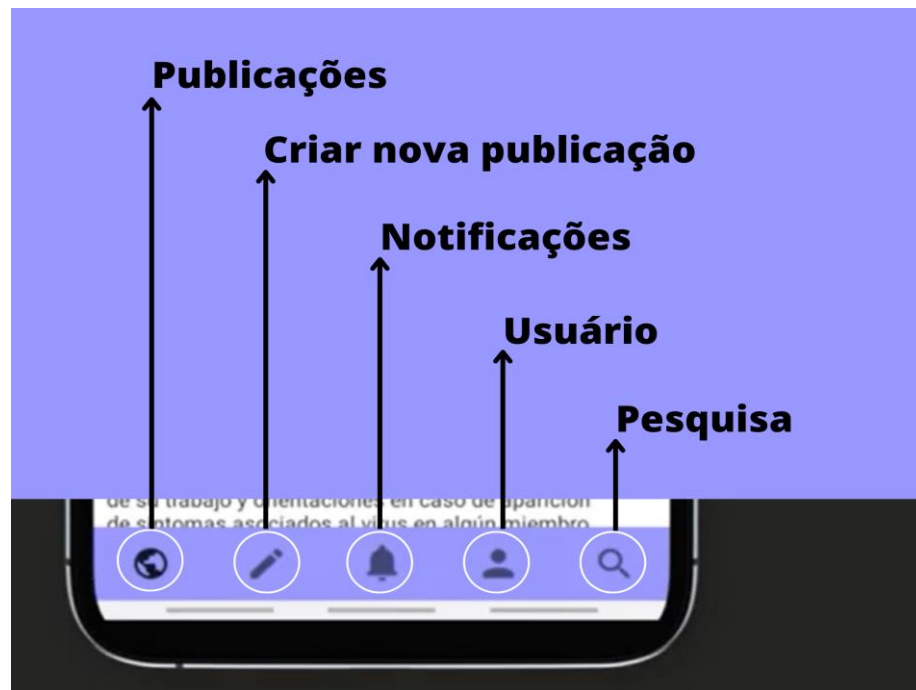 Publicações
Criar nova publicação
Notificações
Usuário
Pesquisa
de su trabajo y orientaciones en caso de aparición
de síntomas asociados al virus en algún miembro